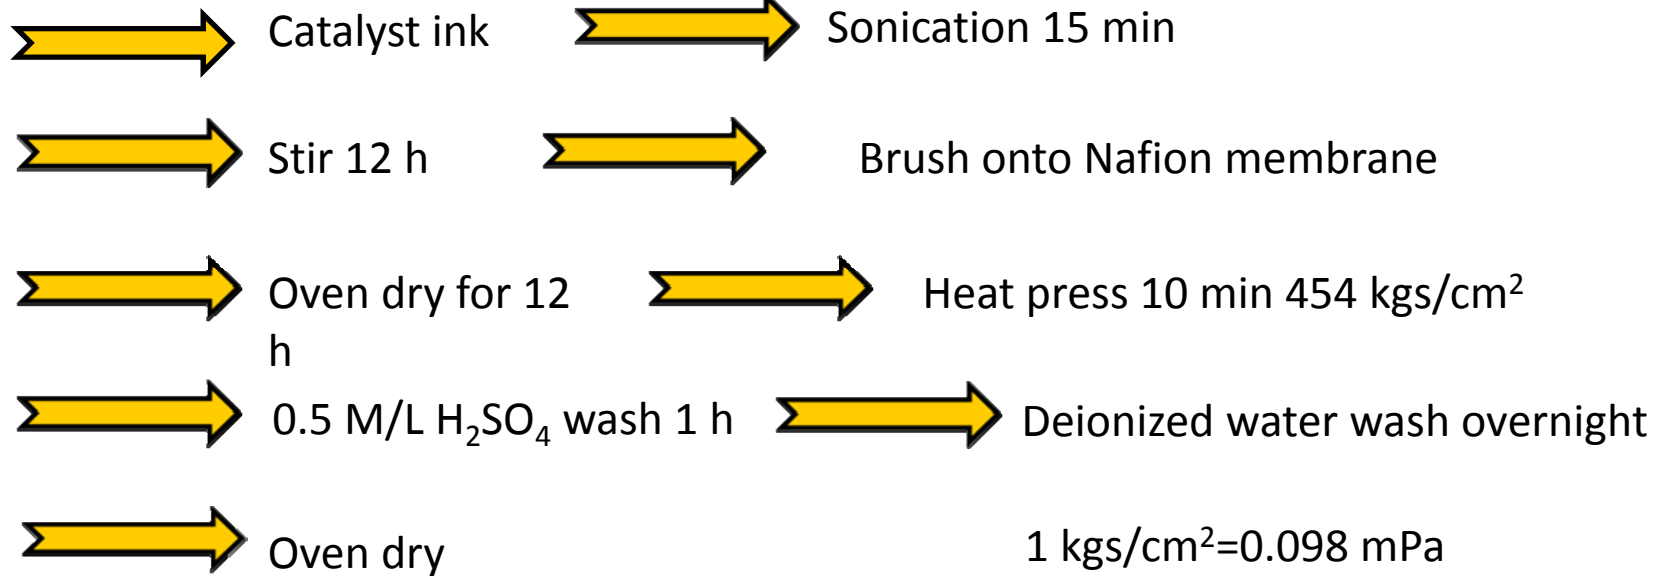 Catalyst ink
Sonication 15 min
Stir 12 h
Brush onto Nafion membrane
Oven dry for 12
h
Heat press 10 min 454 kgs/cm²
0.5 M/L H₂SO₄ wash 1 h
Deionized water wash overnight
Oven dry
1 kgs/cm²=0.098 mPa